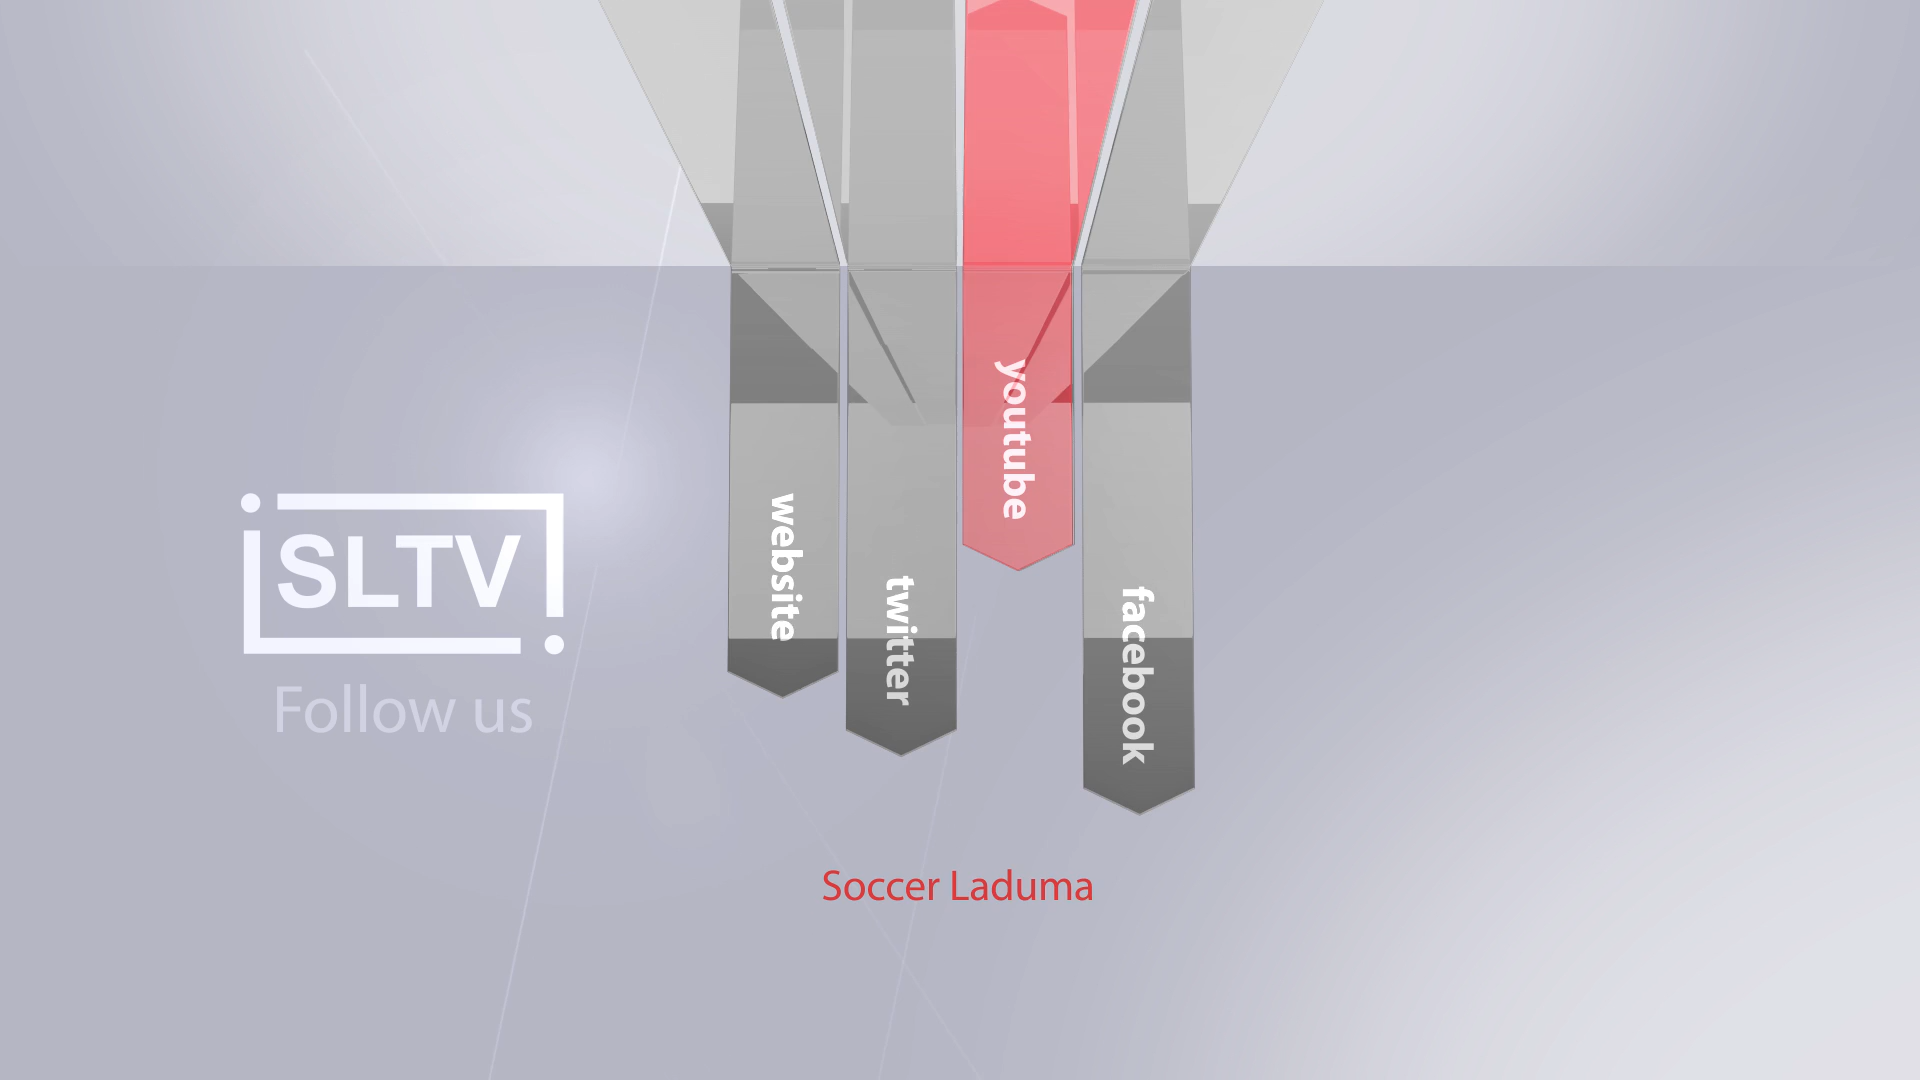 SLTV
Follow us
website
twitter
youtube
facebook
Soccer Laduma